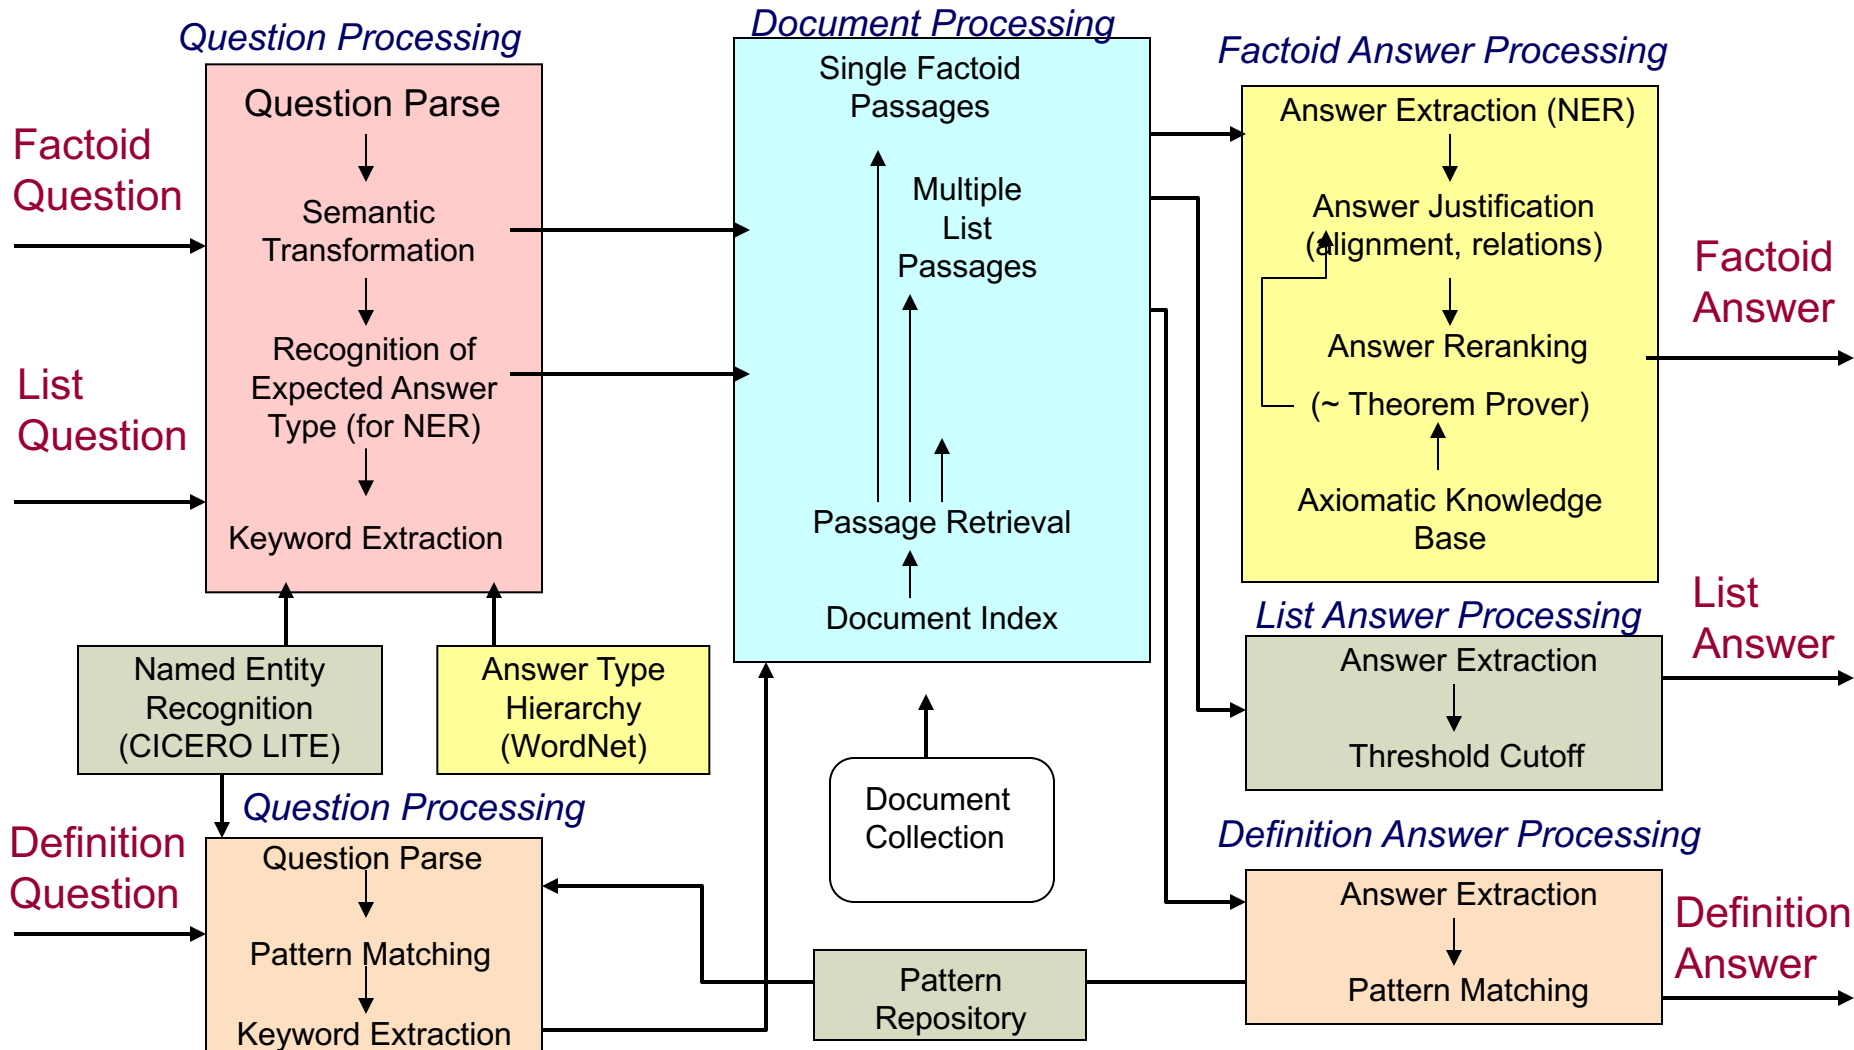 Question Processing
Question Parse
Semantic
Transformation
Recognition of
Expected Answer
Type (for NER)
Keyword Extraction
Factoid
Question
List
Question
Named Entity
Recognition
(CICERO LITE)
Answer Type
Hierarchy
(WordNet)
Question Processing
Definition
Question
Question Parse
Pattern Matching
Keyword Extraction
Document Processing
Single Factoid
Passages
Multiple
List
Passages
Passage Retrieval
Document Index
Document
Collection
Pattern
Repository
Factoid Answer Processing
Answer Extraction (NER)
Answer Justification
(alignment, relations)
Answer Reranking
(~ Theorem Prover)
Axiomatic Knowledge
Base
Factoid
Answer
List Answer Processing
Answer Extraction
Threshold Cutoff
List
Answer
Definition Answer Processing
Answer Extraction
Pattern Matching
Definition
Answer